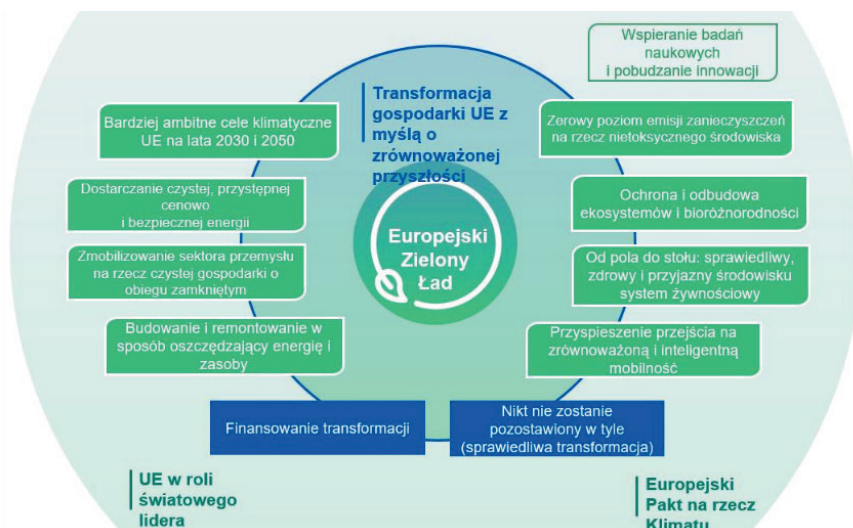 Wspieranie badań
naukowych
i pobudzanie innowacji
Transformacja
gospodarki UE z
myślą o
zrównoważonej
przyszłości
Bardziej ambitne cele klimatyczne
UE na lata 2030 i 2050
Zerowy poziom emisji zanieczyszczeń
na rzecz nietoksycznego środowiska
Dostarczanie czystej, przystępnej
cenowo
i bezpiecznej energii
Ochrona i odbudowa
ekosystemów i bioróżnorodności
Europejski
Zielony
Ład
Zmobilizowanie sektora przemysłu
na rzecz czystej gospodarki o
obiegu zamkniętym
Od pola do stołu: sprawiedliwy,
zdrowy i przyjazny środowisku
system żywnościowy
Budowanie i remontowanie w
sposób oszczędzający energię i
zasoby
Przyspieszenie przejścia na
zrównoważoną i inteligentną
mobilność
Finansowanie transformacji
Nikt nie zostanie
pozostawiony w tyle
(sprawiedliwa transformacja)
UE w roli
światowego
lidera
Europejski
Pakt na rzecz
Klimatu